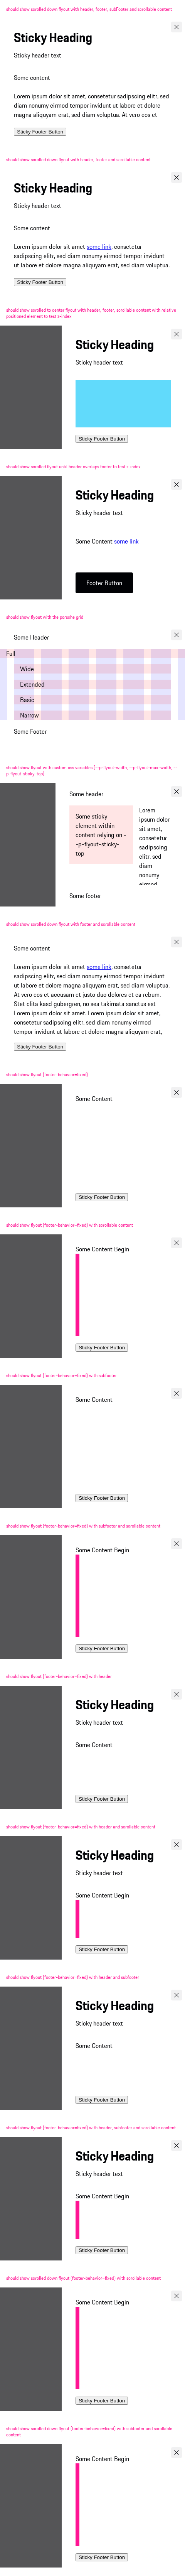 should show scrolled down flyout with header, footer, subFooter and scrollable content
Sticky Heading
Sticky header text
Some content
Lorem ipsum dolor sit amet, consetetur sadipscing elitr, sed
diam nonumy eirmod tempor invidunt ut labore et dolore
magna aliquyam erat, sed diam voluptua. At vero eos et
Sticky Footer Button
should show scrolled down flyout with header, footer and scrollable content
Sticky Heading
Sticky header text
Some content
Lorem ipsum dolor sit amet some link, consetetur
sadipscing elitr, sed diam nonumy eirmod tempor invidunt
ut labore et dolore magna aliquyam erat, sed diam voluptua.
Sticky Footer Button
should show scrolled to center flyout with header, footer, scrollable content with relative
positioned element to test z-index
Sticky Heading
Sticky header text
Sticky Footer Button
should show scrolled flyout until header overlaps footer to test z-index
Sticky Heading
Sticky header text
Some Content some link
Footer Button
should show flyout with the porsche grid
Some Header
Full
Wide
Extended
Basic
Narrow
Some Footer
should show flyout with custom css variables (--p-flyout-width, --p-flyout-max-width, --
p-flyout-sticky-top)
Some header
Some sticky
element within
content relying on -
-p-flyout-sticky-
top
Lorem
ipsum dolor
sit amet,
consetetur
sadipscing
elitr, sed
diam
nonumy
eirmod
Some footer
should show scrolled down flyout with footer and scrollable content
Some content
Lorem ipsum dolor sit amet some link, consetetur
sadipscing elitr, sed diam nonumy eirmod tempor invidunt
ut labore et dolore magna aliquyam erat, sed diam voluptua.
At vero eos et accusam et justo duo dolores et ea rebum.
Stet clita kasd gubergren, no sea takimata sanctus est
Lorem ipsum dolor sit amet. Lorem ipsum dolor sit amet,
consetetur sadipscing elitr, sed diam nonumy eirmod
tempor invidunt ut labore et dolore magna aliquyam erat,
Sticky Footer Button
should show flyout (footer-behavior=fixed)
Some Content
Sticky Footer Button
should show flyout (footer-behavior=fixed) with scrollable content
Some Content Begin
Sticky Footer Button
should show flyout (footer-behavior=fixed) with subfooter
Some Content
Sticky Footer Button
should show flyout (footer-behavior=fixed) with subfooter and scrollable content
Some Content Begin
Sticky Footer Button
should show flyout (footer-behavior=fixed) with header
Sticky Heading
Sticky header text
Some Content
Sticky Footer Button
should show flyout (footer-behavior=fixed) with header and scrollable content
Sticky Heading
Sticky header text
Some Content Begin
Sticky Footer Button
should show flyout (footer-behavior=fixed) with header and subfooter
Sticky Heading
Sticky header text
Some Content
Sticky Footer Button
should show flyout (footer-behavior=fixed) with header, subfooter and scrollable content
Sticky Heading
Sticky header text
Some Content Begin
Sticky Footer Button
should show scrolled down flyout (footer-behavior=fixed) with scrollable content
Some Content Begin
Sticky Footer Button
should show scrolled down flyout (footer-behavior=fixed) with subfooter and scrollable
content
Some Content Begin
Sticky Footer Button